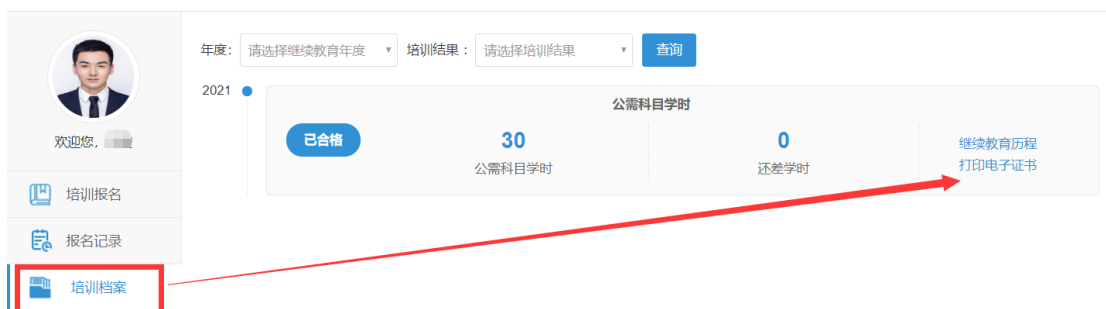 年度： 请选择继续教育年度 培训结果： 请选择培训结果 查询
2021
公需科目学时
已合格 30 0 继续教育历程
公需科目学时 还差学时 打印电子证书
欢迎您，
培训报名
报名记录
培训档案